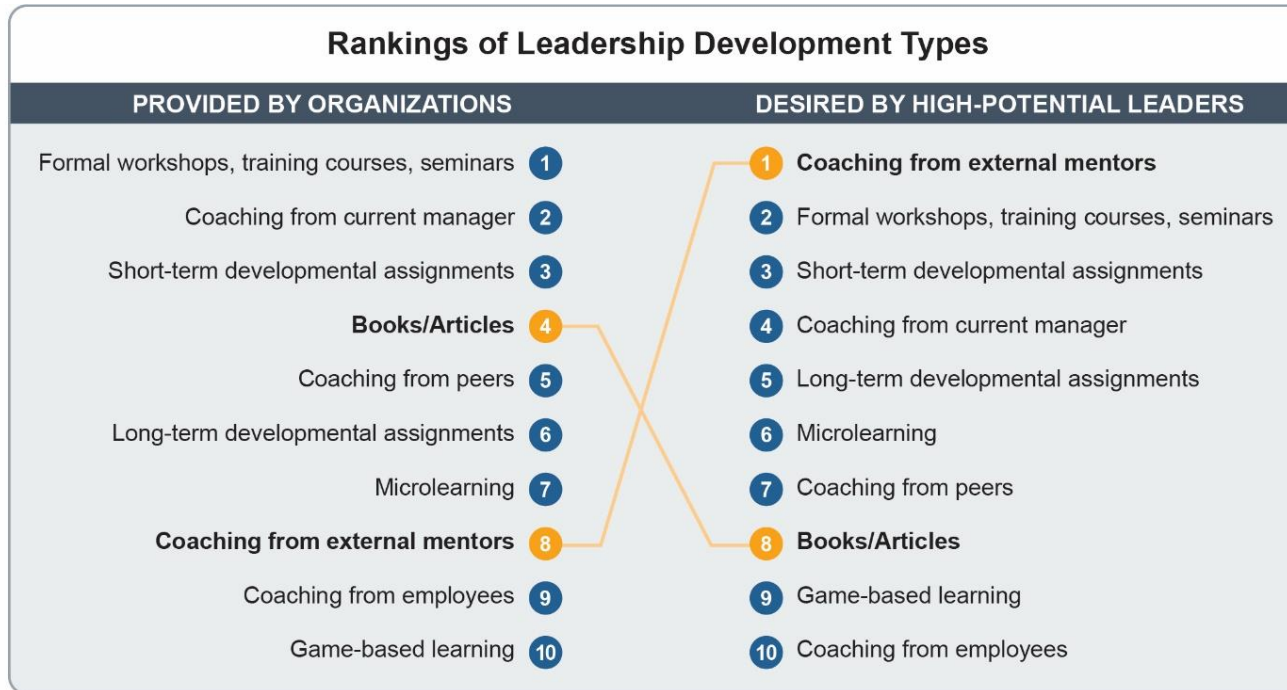 Rankings of Leadership Development Types
PROVIDED BY ORGANIZATIONS
Formal workshops, training courses, seminars 1
Coaching from current manager 2
Short-term developmental assignments 3
Books/Articles 4
Coaching from peers 5
Long-term developmental assignments 6
Microlearning 7
Coaching from external mentors 8
Coaching from employees 9
Game-based learning 10
DESIRED BY HIGH-POTENTIAL LEADERS
1 Coaching from external mentors
2 Formal workshops, training courses, seminars
3 Short-term developmental assignments
4 Coaching from current manager
5 Long-term developmental assignments
6 Microlearning
7 Coaching from peers
8 Books/Articles
9 Game-based learning
10 Coaching from employees